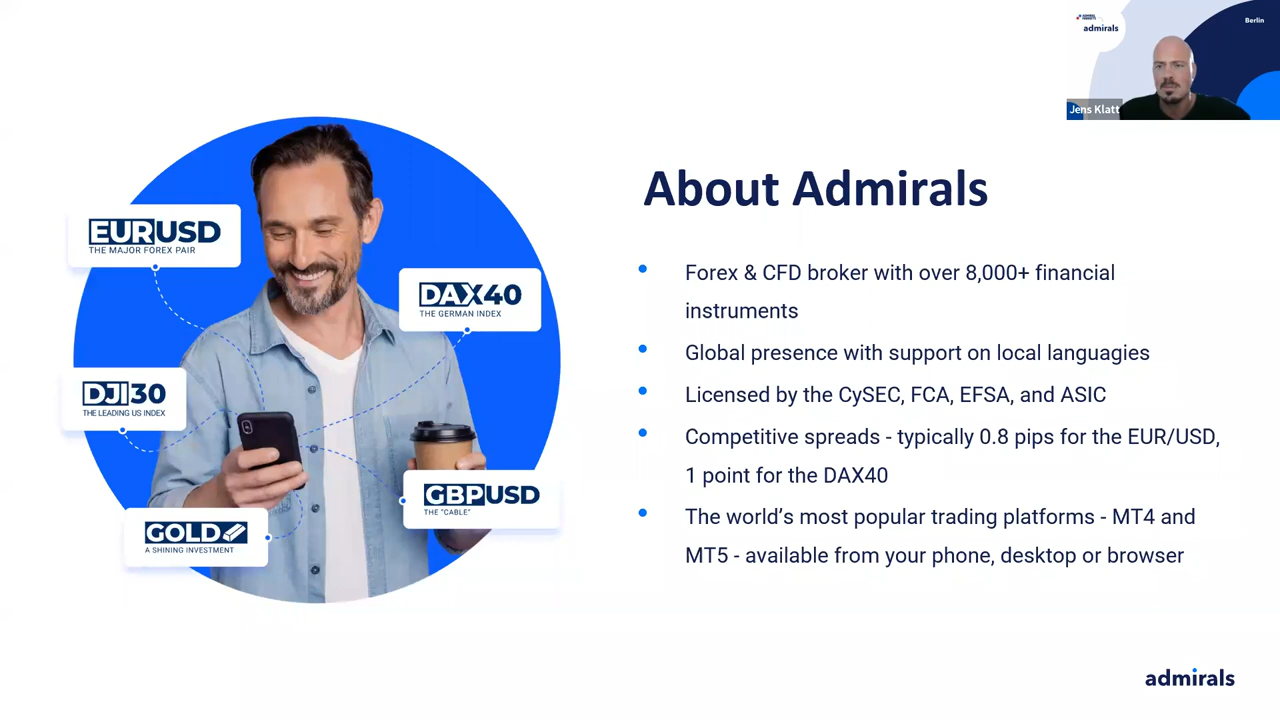 admirals
Berlin
Jens Klatt
About Admirals
EURUSD
THE MAJOR FOREX PAIR
DAX40
THE GERMAN INDEX
DJI30
THE LEADING US INDEX
GBPUSD
THE "CABLE"
GOLD
A SHINING INVESTMENT
Forex & CFD broker with over 8,000+ financial
instruments
Global presence with support on local languagies
Licensed by the CySEC, FCA, EFSA, and ASIC
Competitive spreads - typically 0.8 pips for the EUR/USD,
1 point for the DAX40
The world’s most popular trading platforms - MT4 and
MT5 - available from your phone, desktop or browser
admirals